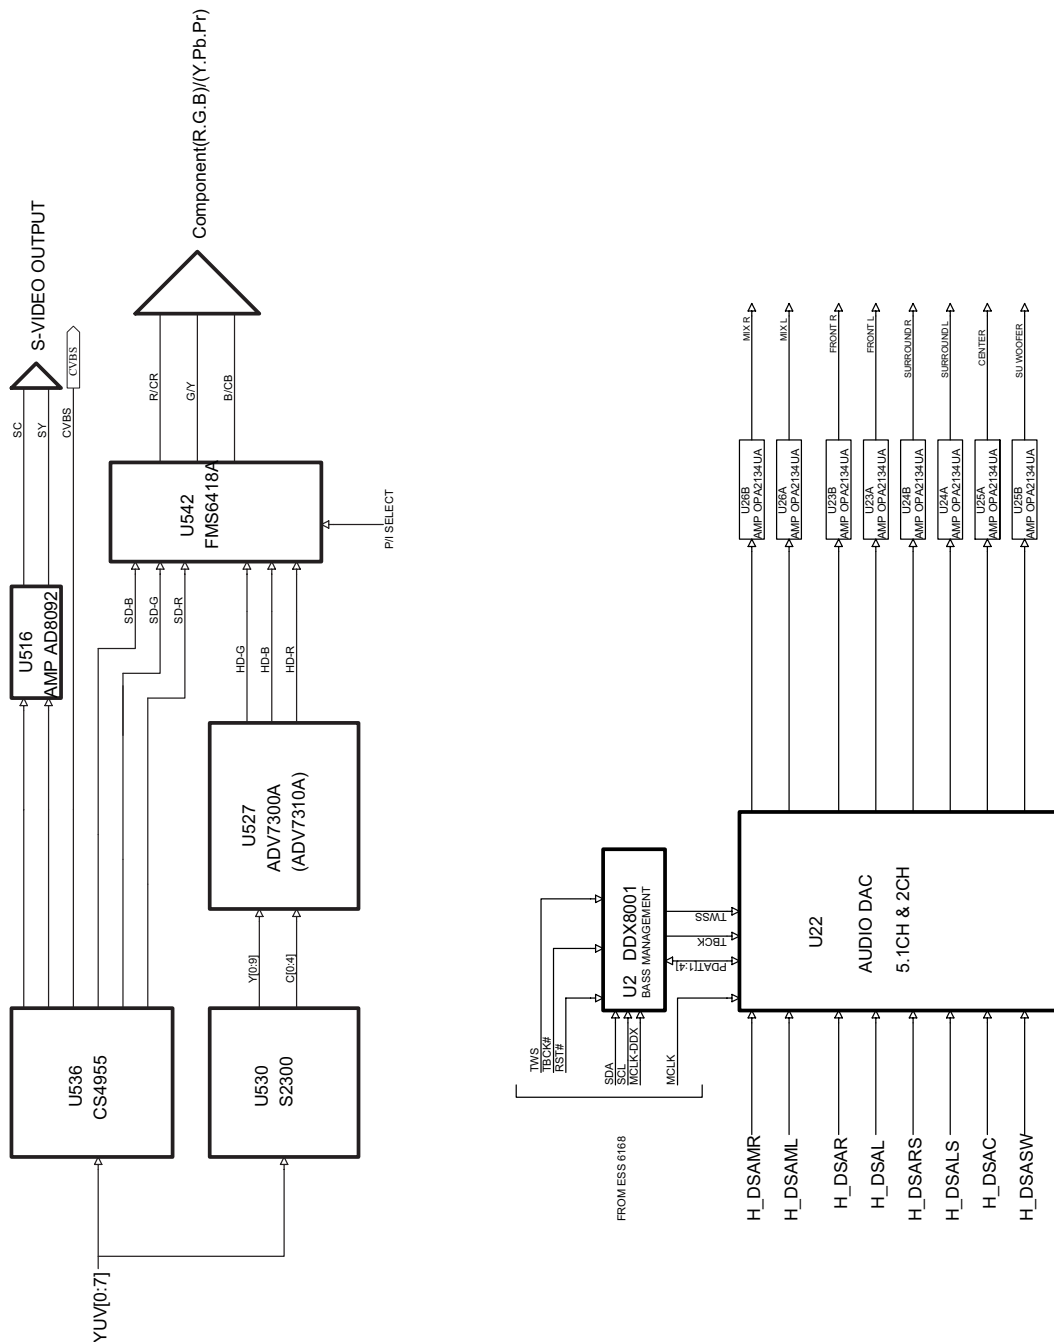 YUV[0:7]
U536
CS4955
U530
S2300
Y[0:9]
C[0:4]
U527
ADV7300A
(ADV7310A)
U516
AMP AD8092
SC
SY
CVBS
CVBS
S-VIDEO OUTPUT
SD-B
SD-G
SD-R
HD-G
HD-B
HD-R
U542
FMS6418A
P/I SELECT
R/CR
G/Y
B/CB
Component(R.G.B)/(Y.Pb.Pr)
FROM ESS 6168
TWS
TBCK#
RST#
SDA
SCL
MCLK-DDX
MCLK
U2 DDX8001
BASS MANAGEMENT
TWSS
TBCK
PDAT[1:4]
H_DSAMR
H_DSAML
H_DSAR
H_DSAL
H_DSARS
H_DSALS
H_DSAC
H_DSASW
U22
AUDIO DAC
5.1CH & 2CH
U26B
AMP OPA2134UA
MIX R
U26A
AMP OPA2134UA
MIX L
U23B
AMP OPA2134UA
FRONT R
U23A
AMP OPA2134UA
FRONT L
U24B
AMP OPA2134UA
SURROUND R
U24A
AMP OPA2134UA
SURROUND L
U25A
AMP OPA2134UA
CENTER
U25B
AMP OPA2134UA
SU WOOFER